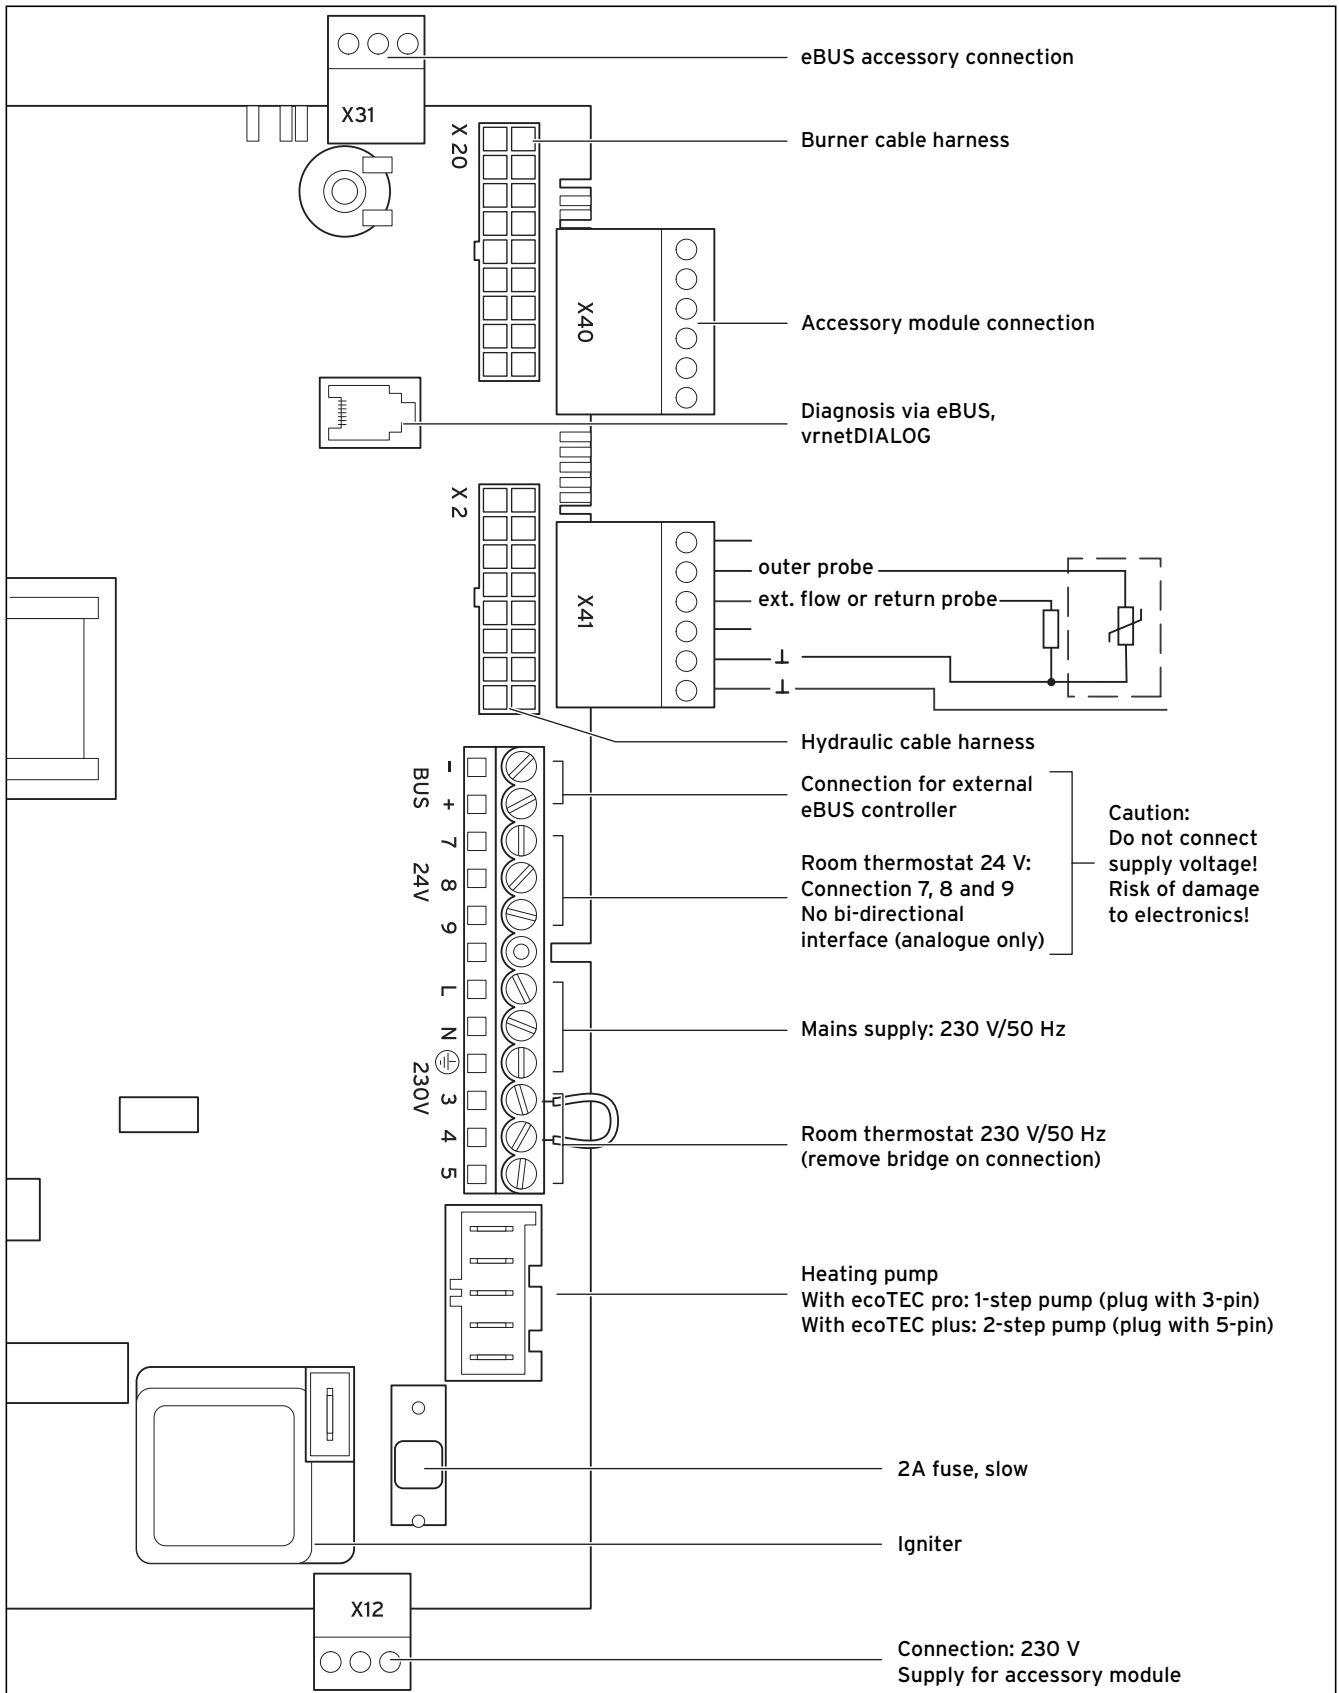 eBUS accessory connection
X31
Burner cable harness
X 20
X40
Accessory module connection
Diagnosis via eBUS,
vrnetDIALOG
X 2
X41
outer probe
ext. flow or return probe
Hydraulic cable harness
BUS
-
+
7
8
9
24V
Connection for external
eBUS controller
Room thermostat 24 V:
Connection 7, 8 and 9
No bi-directional
interface (analogue only)
Caution:
Do not connect
supply voltage!
Risk of damage
to electronics!
L
N
230V
3
4
5
Mains supply: 230 V/50 Hz
Room thermostat 230 V/50 Hz
(remove bridge on connection)
Heating pump
With ecoTEC pro: 1-step pump (plug with 3-pin)
With ecoTEC plus: 2-step pump (plug with 5-pin)
2A fuse, slow
Igniter
X12
Connection: 230 V
Supply for accessory module